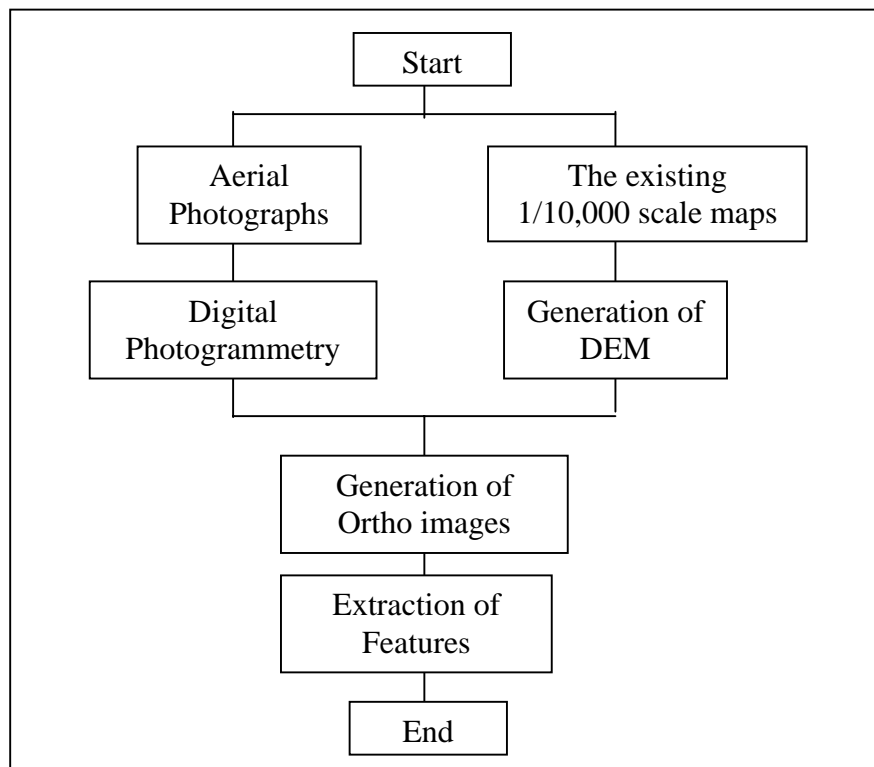 Start
Aerial
Photographs
The existing
1/10,000 scale maps
Digital
Photogrammetry
Generation of
DEM
Generation of
Ortho images
Extraction of
Features
End